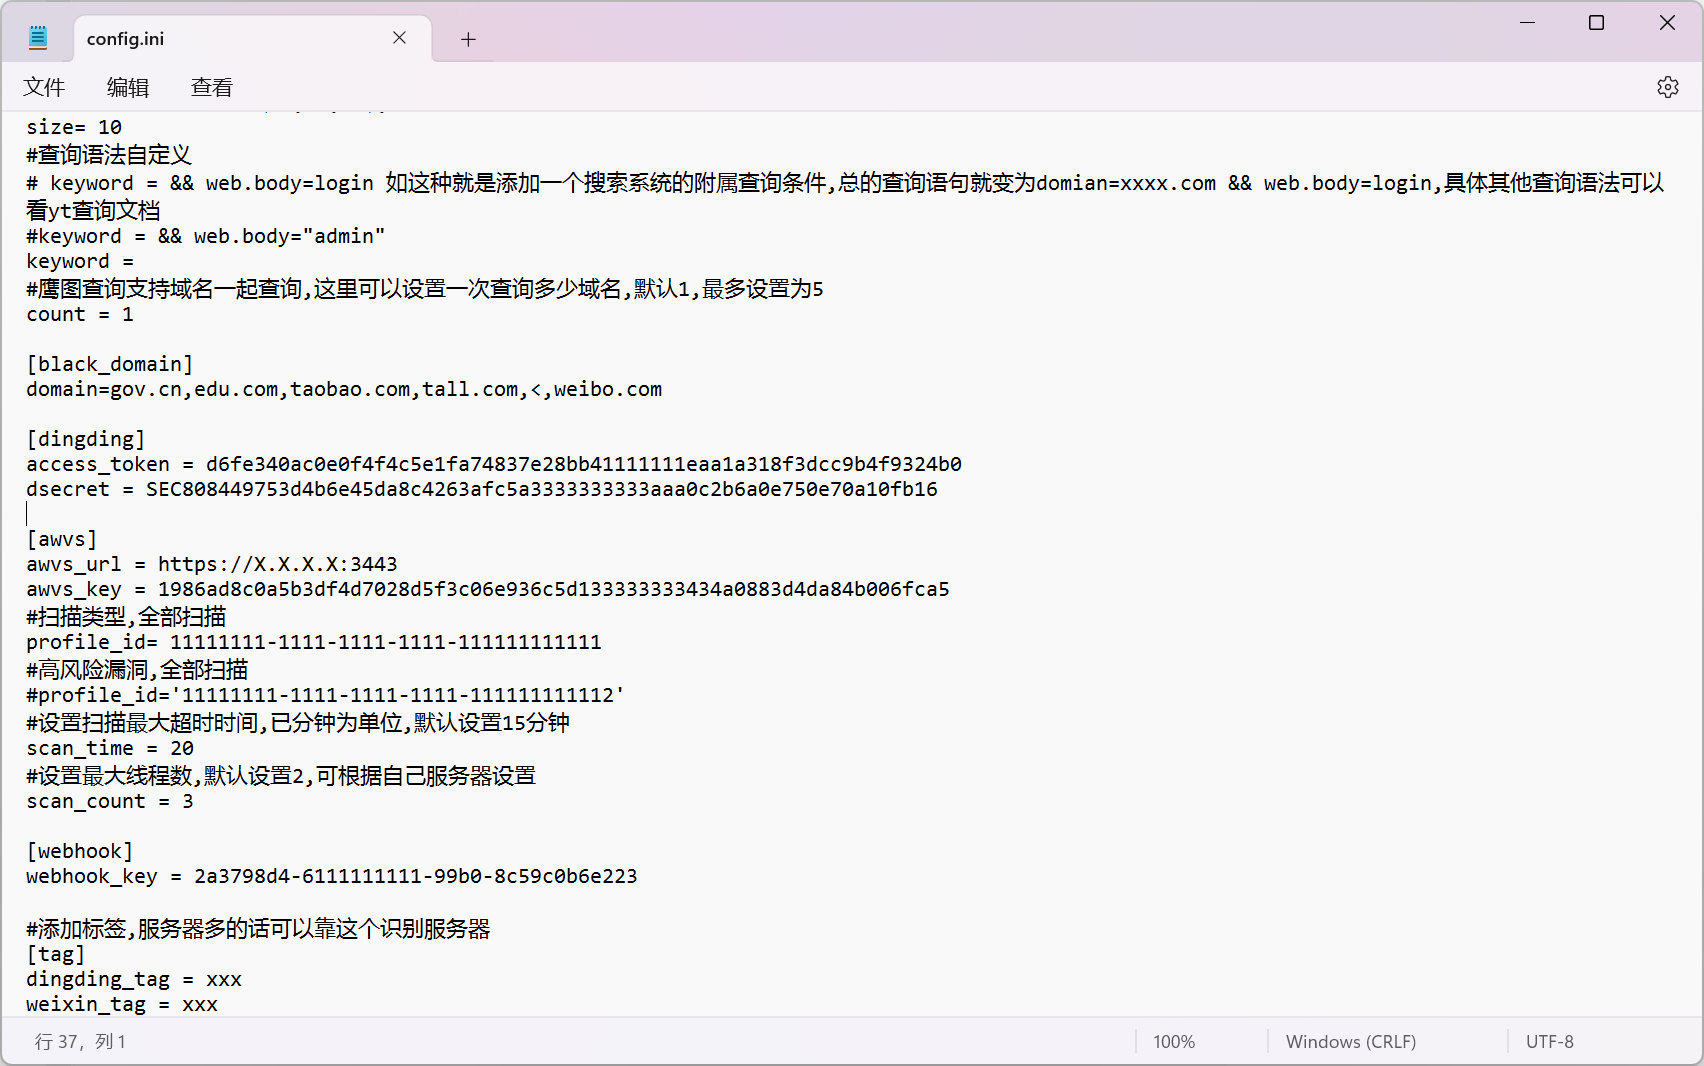 config.ini
文件 编辑 查看
size= 10
#查询语法自定义
# keyword = && web.body=login 如这种就是添加一个搜索系统的附属查询条件,总的查询语句就变为domian=xxxx.com && web.body=login,具体其他查询语法可以
看yt查询文档
#keyword = && web.body="admin"
keyword =
#鹰图查询支持域名一起查询,这里可以设置一次查询多少域名,默认1,最多设置为5
count = 1
[black_domain]
domain=gov.cn,edu.com,taobao.com,tall.com,<,weibo.com
[dingding]
access_token = d6fe340ac0e0f4f4c5e1fa74837e28bb41111111eaa1a318f3dcc9b4f9324b0
dsecret = SEC808449753d4b6e45da8c4263afc5a3333333333aaa0c2b6a0e750e70a10fb16
[awvs]
awvs_url = https://X.X.X.X:3443
awvs_key = 1986ad8c0a5b3df4d7028d5f3c06e936c5d133333333434a0883d4da84b006fca5
#扫描类型,全部扫描
profile_id= 11111111-1111-1111-1111-111111111111
#高风险漏洞,全部扫描
#profile_id='11111111-1111-1111-1111-111111111112'
#设置扫描最大超时时间,已分钟为单位,默认设置15分钟
scan_time = 20
#设置最大线程数,默认设置2,可根据自己服务器设置
scan_count = 3
[webhook]
webhook_key = 2a3798d4-6111111111-99b0-8c59c0b6e223
#添加标签,服务器多的话可以靠这个识别服务器
[tag]
dingding_tag = xxx
weixin_tag = xxx
行 37，列 1 100% Windows (CRLF) UTF-8